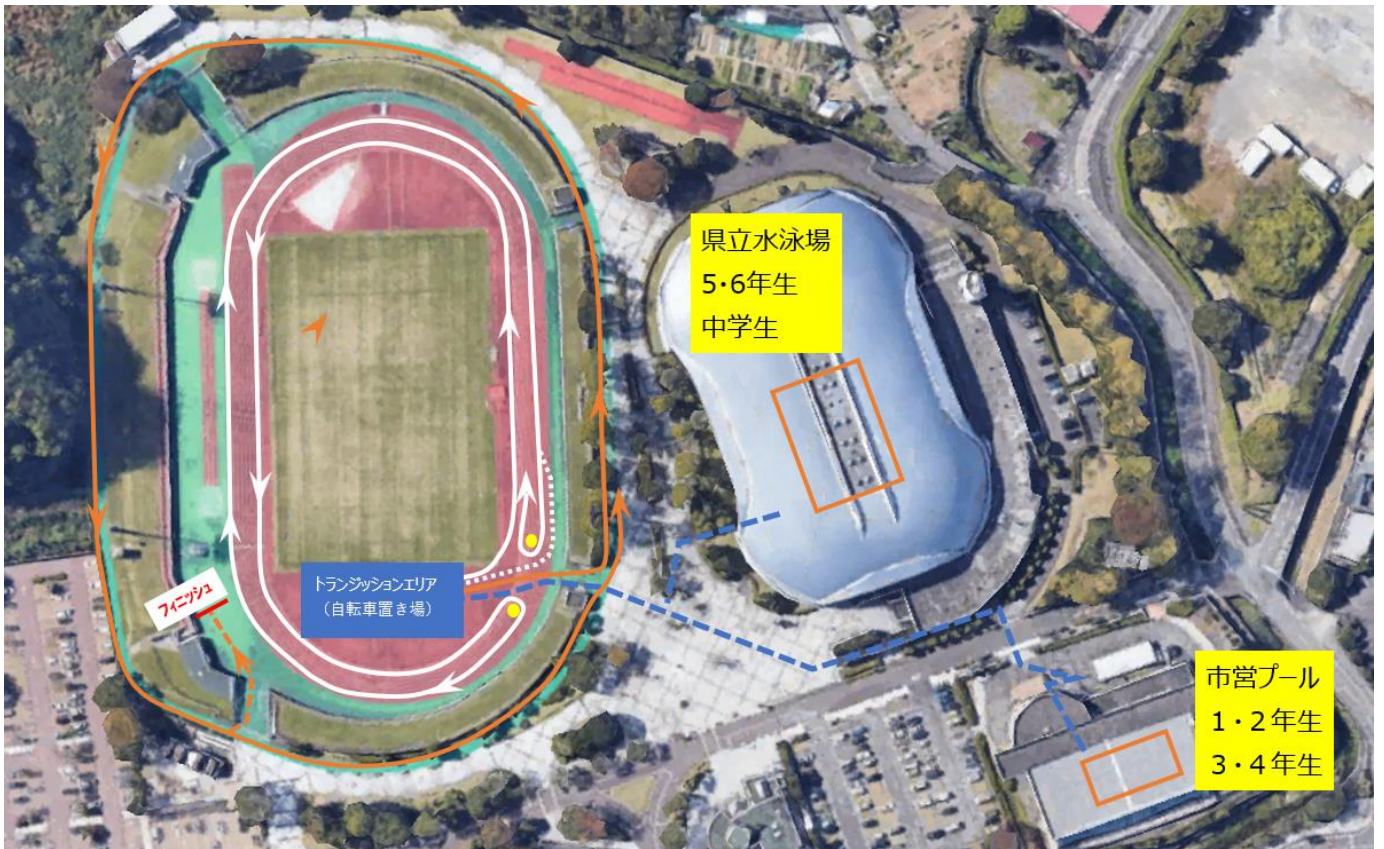 県立水泳場
5・6年生
中学生
トランジッションエリア
(自転車置き場)
フィニッシュ
市営プール
1・2年生
3・4年生